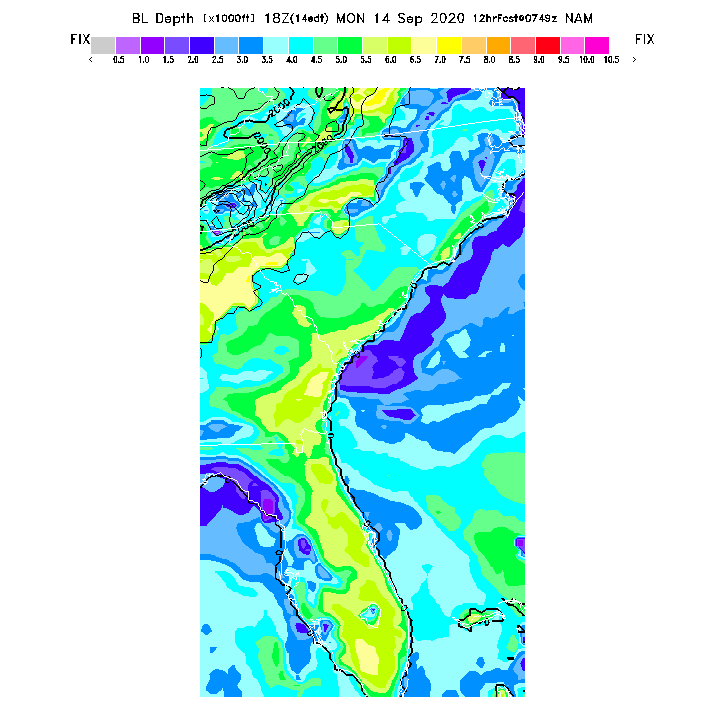 BL Depth [x1000ft] 18Z(14edt) MON 14 Sep 2020 12hrFcst@0749z NAM
FIX FIX
< 0.5 1.0 1.5 2.0 2.5 3.0 3.5 4.0 4.5 5.0 5.5 6.0 6.5 7.0 7.5 8.0 8.5 9.0 9.5 10.0 10.5 >
2000
2000